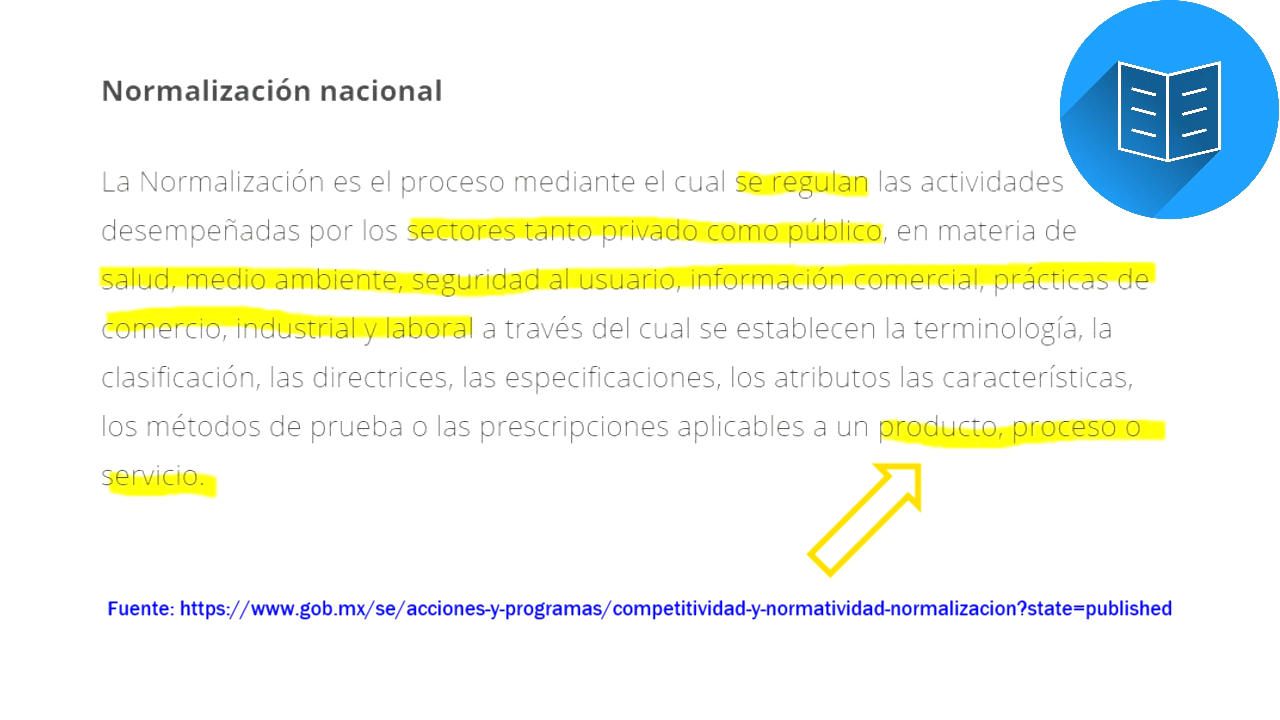 Normalización nacional
La Normalización es el proceso mediante el cual se regulan las actividades
desempeñadas por los sectores tanto privado como público, en materia de
salud, medio ambiente, seguridad al usuario, información comercial, prácticas de
comercio, industrial y laboral a través del cual se establecen la terminología, la
clasificación, las directrices, las especificaciones, los atributos las características,
los métodos de prueba o las prescripciones aplicables a un producto, proceso o
servicio.
Fuente: https://www.gob.mx/se/acciones-y-programas/competitividad-y-normatividad-normalizacion?state=published